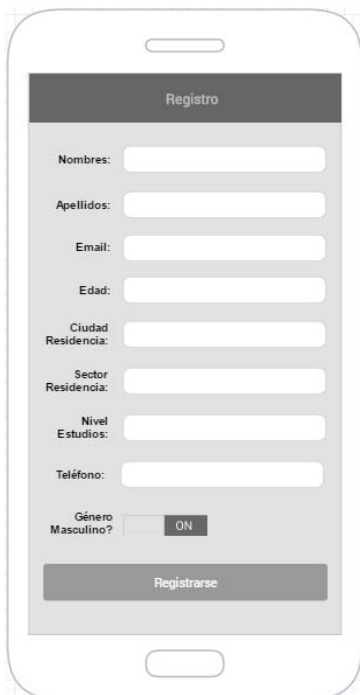 Registro
Nombres:
Apellidos:
Email:
Edad:
Ciudad
Residencia:
Sector
Residencia:
Nivel
Estudios:
Teléfono:
Género
Masculino?
ON
Registrarse